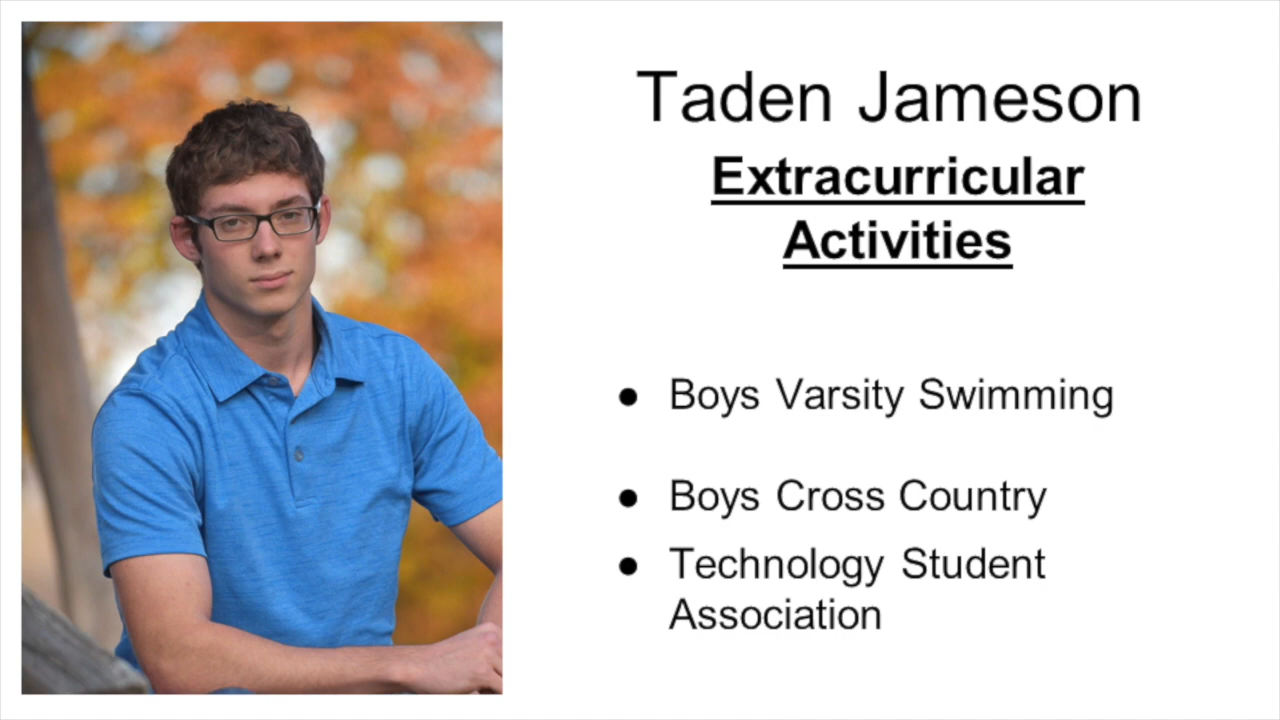 Taden Jameson
Extracurricular
Activities
● Boys Varsity Swimming
● Boys Cross Country
● Technology Student
Association